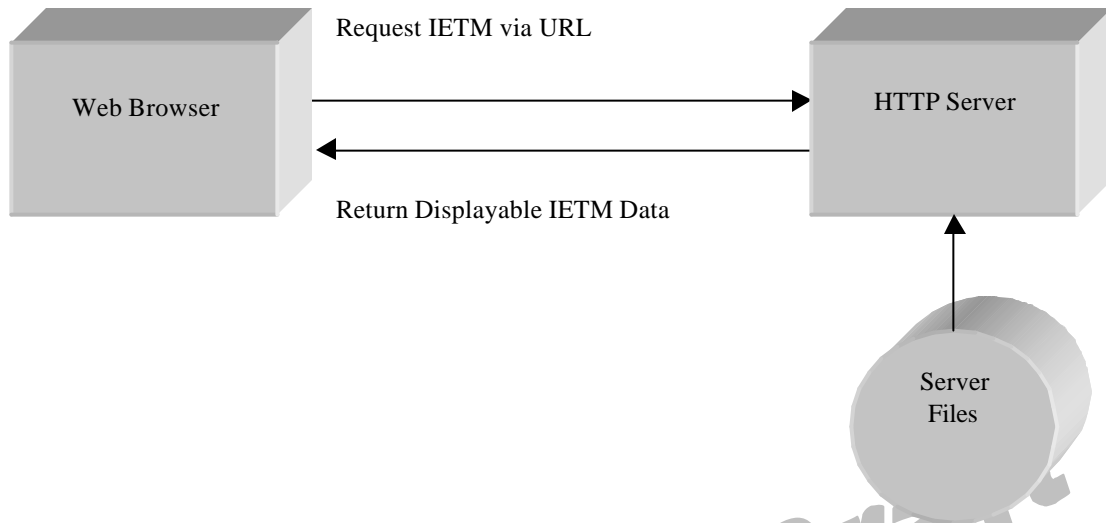 Request IETM via URL
Web Browser
HTTP Server
Return Displayable IETM Data
Server
Files